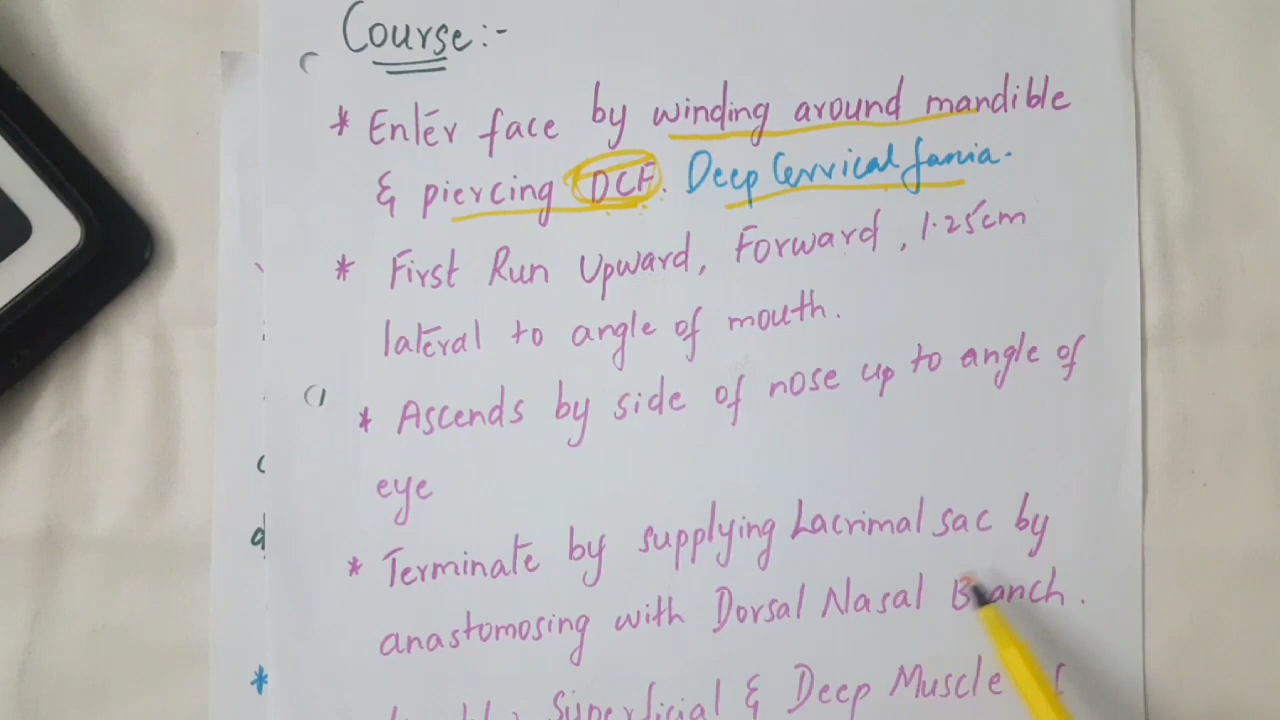 Course:-
* Enter face by winding around mandible
& piercing DCF. Deep Cervical fania.
* First Run Upward, Forward, 1.25cm
lateral to angle of mouth.
* Ascends by side of nose up to angle of
eye
* Terminate by supplying Lacrimal sac by
anastomosing with Dorsal Nasal Branch.
Superficial & Deep Muscle